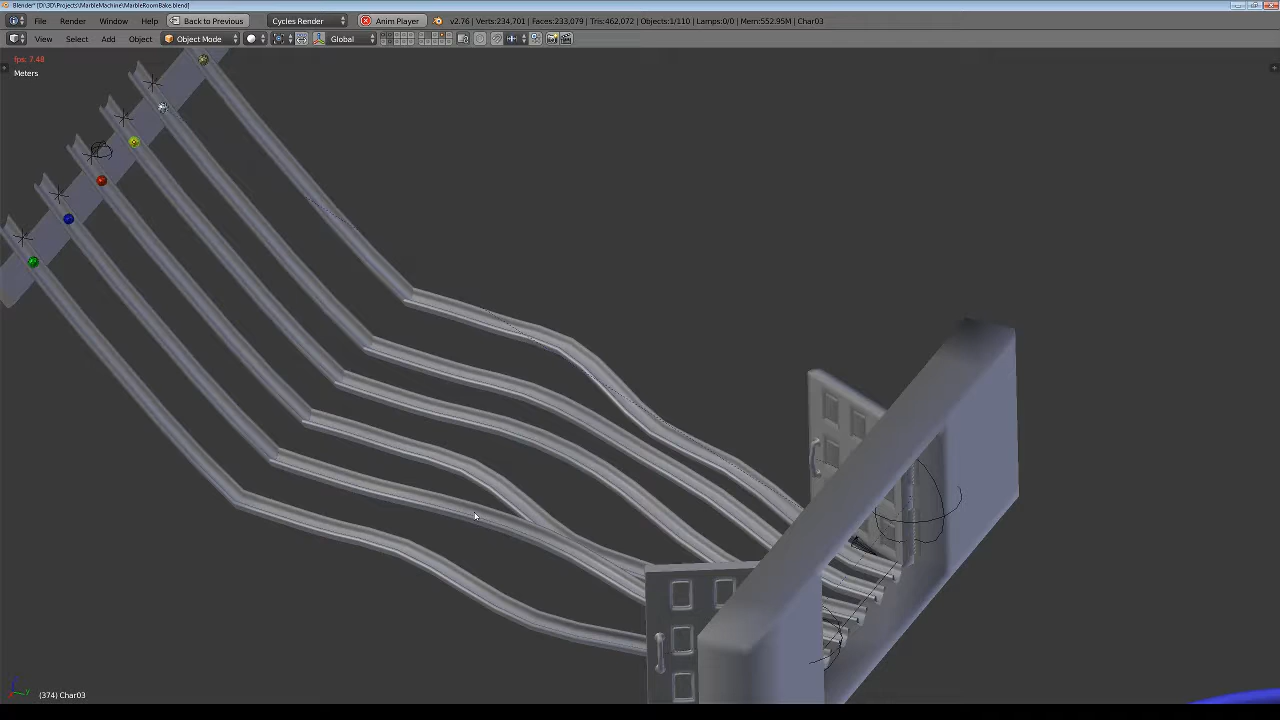 Blender* [D:\3D\Projects\MarbleMachine\MarbleRoomBake.blend]
File Render Window Help Back to Previous Cycles Render Anim Player v2.76 | Verts:234,701 | Faces:233,079 | Tris:462,072 | Objects:1/110 | Lamps:0/0 | Mem:552.95M | Char03
View Select Add Object Object Mode Global
fps: 7.48
Meters
(374) Char03